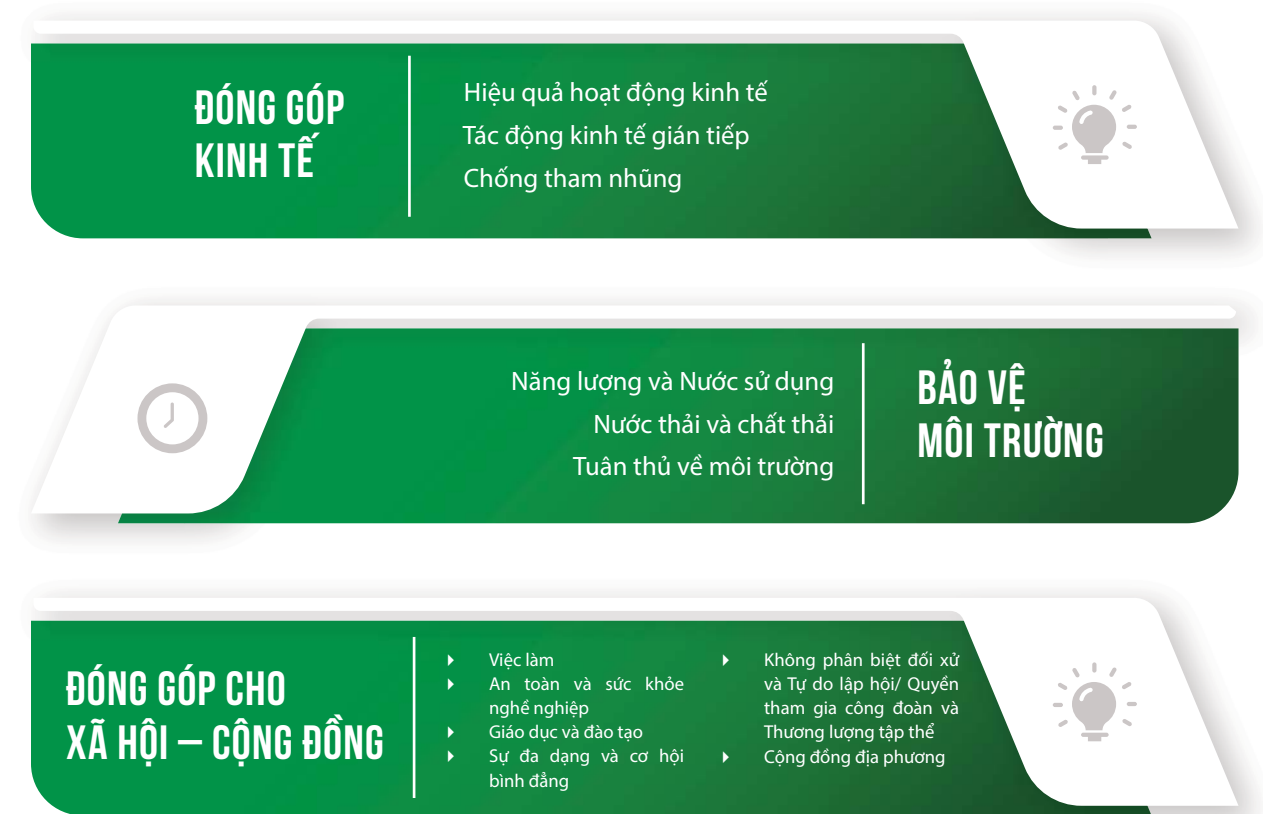 ĐÓNG GÓP
KINH TẾ
Hiệu quả hoạt động kinh tế
Tác động kinh tế gián tiếp
Chống tham nhũng
Năng lượng và Nước sử dụng
Nước thải và chất thải
Tuân thủ về môi trường
BẢO VỆ
MÔI TRƯỜNG
ĐÓNG GÓP CHO
XÃ HỘI – CỘNG ĐỒNG
Việc làm
An toàn và sức khỏe
nghề nghiệp
Giáo dục và đào tạo
Sự đa dạng và cơ hội
bình đẳng
Không phân biệt đối xử
và Tự do lập hội/ Quyền
tham gia công đoàn và
Thương lượng tập thể
Cộng đồng địa phương